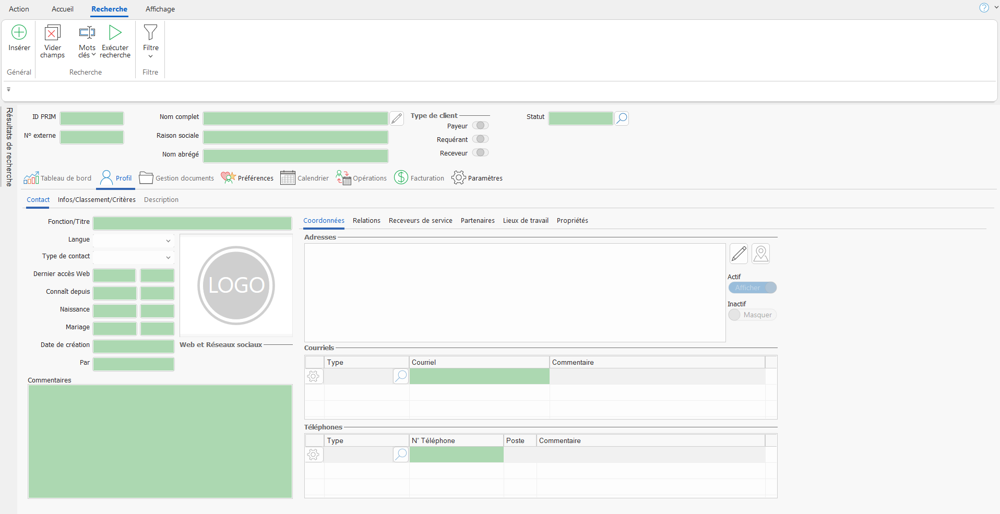 Action Accueil Recherche Affichage
Insérer
Vider champs
Mots clés
Exécuter recherche
Filtre
Général Recherche Filtre
Résultats de recherche
ID PRIM
Nom complet
Type de client
Statut
Payeur
N° externe
Raison sociale
Requérant
Nom abrégé
Receveur
Tableau de bord Profil Gestion documents Préférences Calendrier Opérations Facturation Paramètres
Contact Infos/Classement/Critères Description
Fonction/Titre
Langue
Type de contact
Dernier accès Web
Connaît depuis
Naissance
Mariage
Date de création
Par
LOGO
Web et Réseaux sociaux
Commentaires
Coordonnées Relations Receveurs de service Partenaires Lieux de travail Propriétés
Adresses
Actif
Afficher
Inactif
Masquer
Courriels
Type Courriel Commentaire
Téléphones
Type N° Téléphone Poste Commentaire